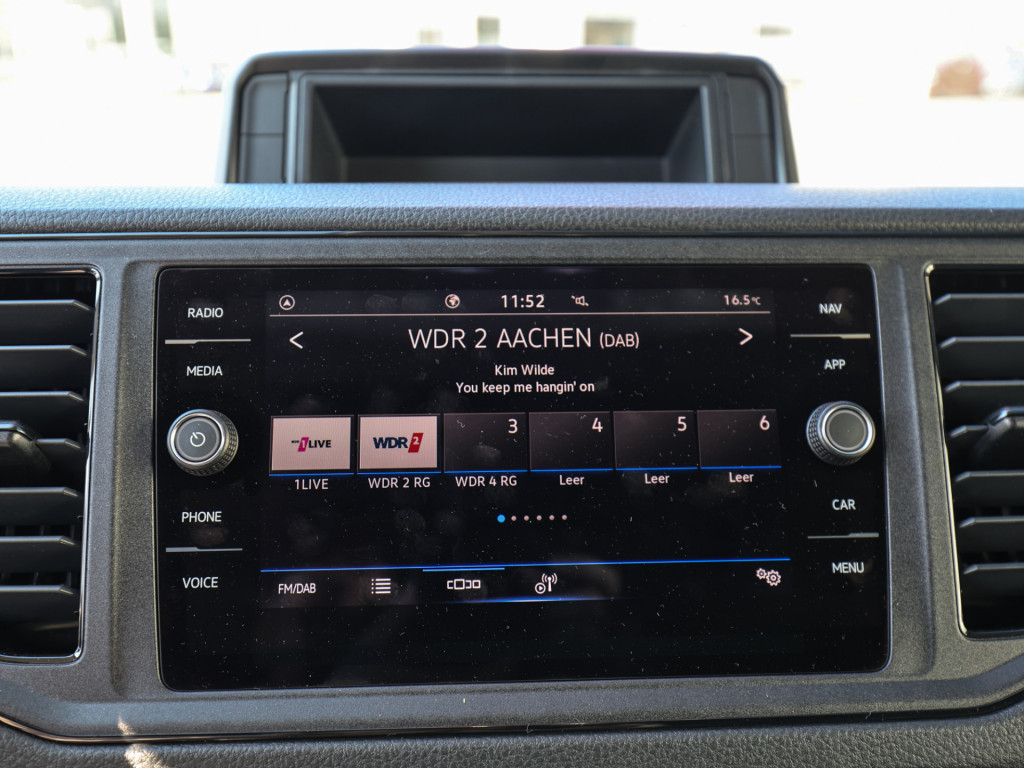 RADIO
MEDIA
PHONE
VOICE
11:52
16.5°C
< WDR 2 AACHEN (DAB) >
Kim Wilde
You keep me hangin' on
1LIVE
WDR 2
3
4
5
6
1LIVE
WDR 2 RG
WDR 4 RG
Leer
Leer
Leer
FM/DAB
NAV
APP
CAR
MENU